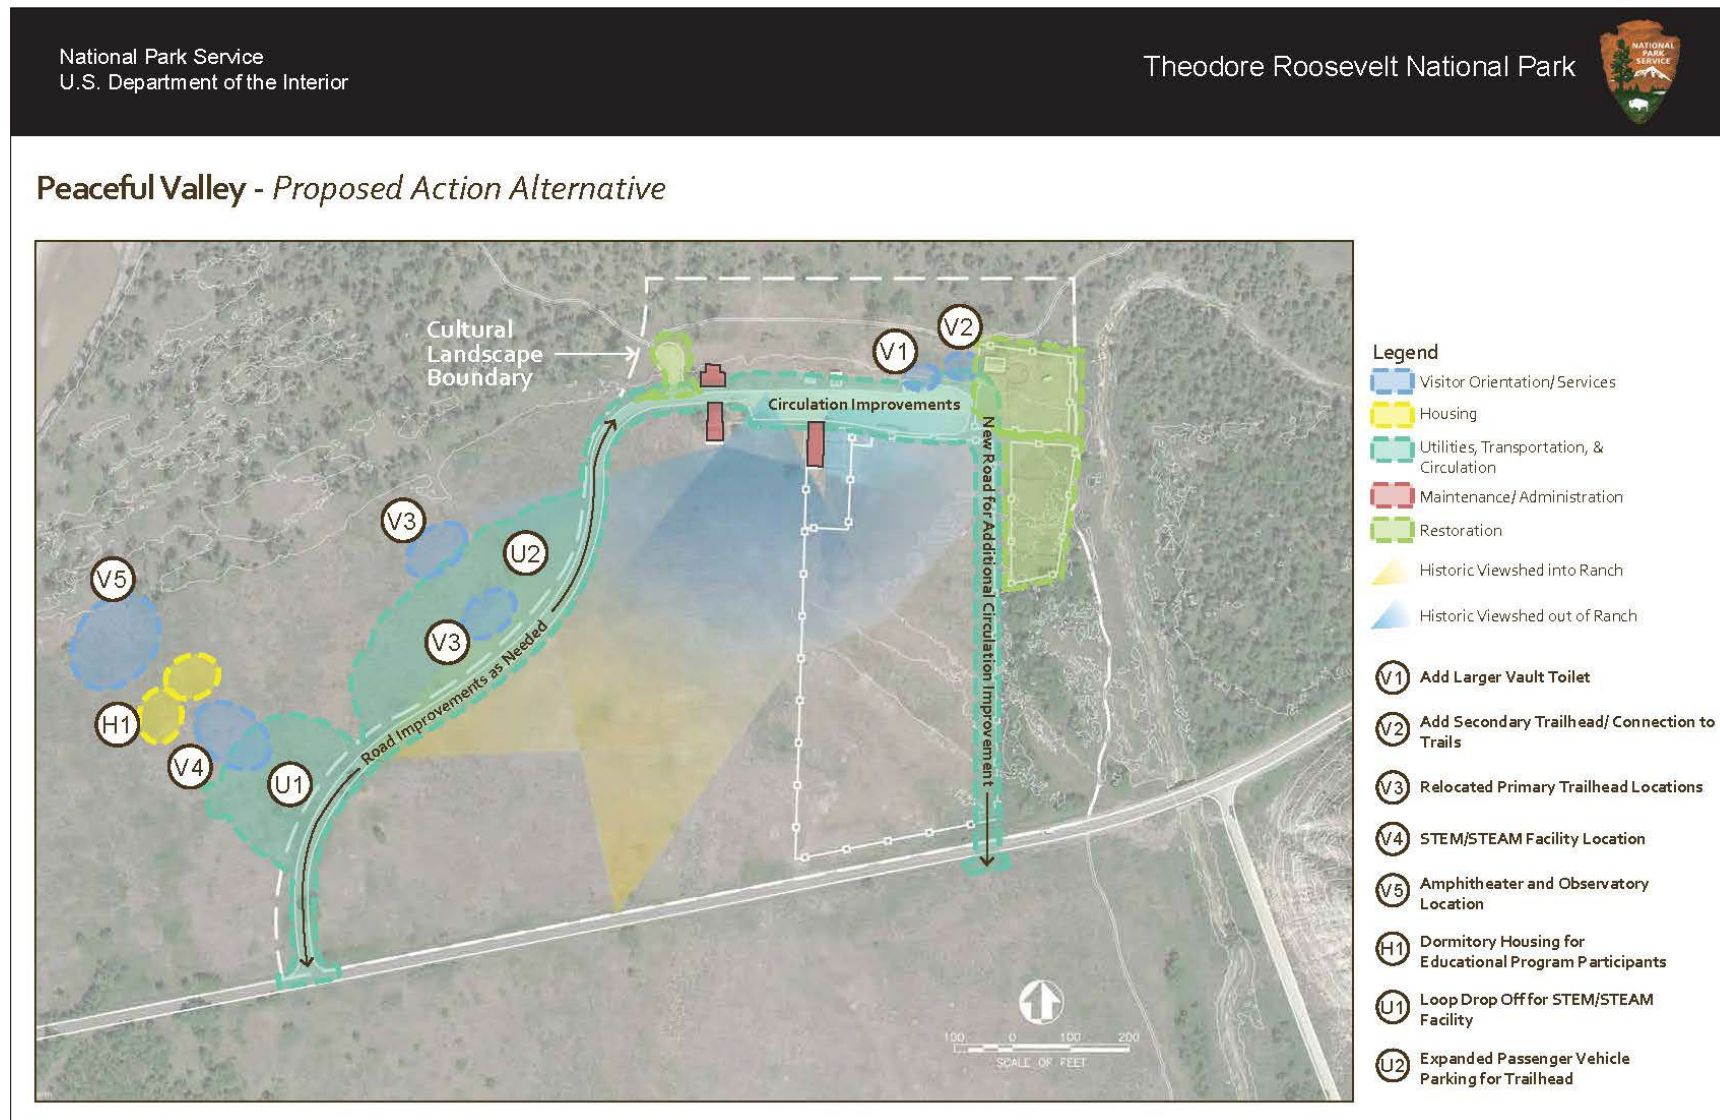 National Park Service
U.S. Department of the Interior
Theodore Roosevelt National Park
NATIONAL
PARK
SERVICE
Peaceful Valley - Proposed Action Alternative
Cultural
Landscape
Boundary
V1
V2
Circulation Improvements
New Road for Additional Circulation Improvement
V3
U2
V3
Road Improvements as Needed
V5
H1
V4
U1
100 0 100 200
SCALE OF FEET
Legend
Visitor Orientation/ Services
Housing
Utilities, Transportation, &
Circulation
Maintenance/ Administration
Restoration
Historic Viewshed into Ranch
Historic Viewshed out of Ranch
V1 Add Larger Vault Toilet
V2 Add Secondary Trailhead/ Connection to
Trails
V3 Relocated Primary Trailhead Locations
V4 STEM/STEAM Facility Location
V5 Amphitheater and Observatory
Location
H1 Dormitory Housing for
Educational Program Participants
U1 Loop Drop Off for STEM/STEAM
Facility
U2 Expanded Passenger Vehicle
Parking for Trailhead